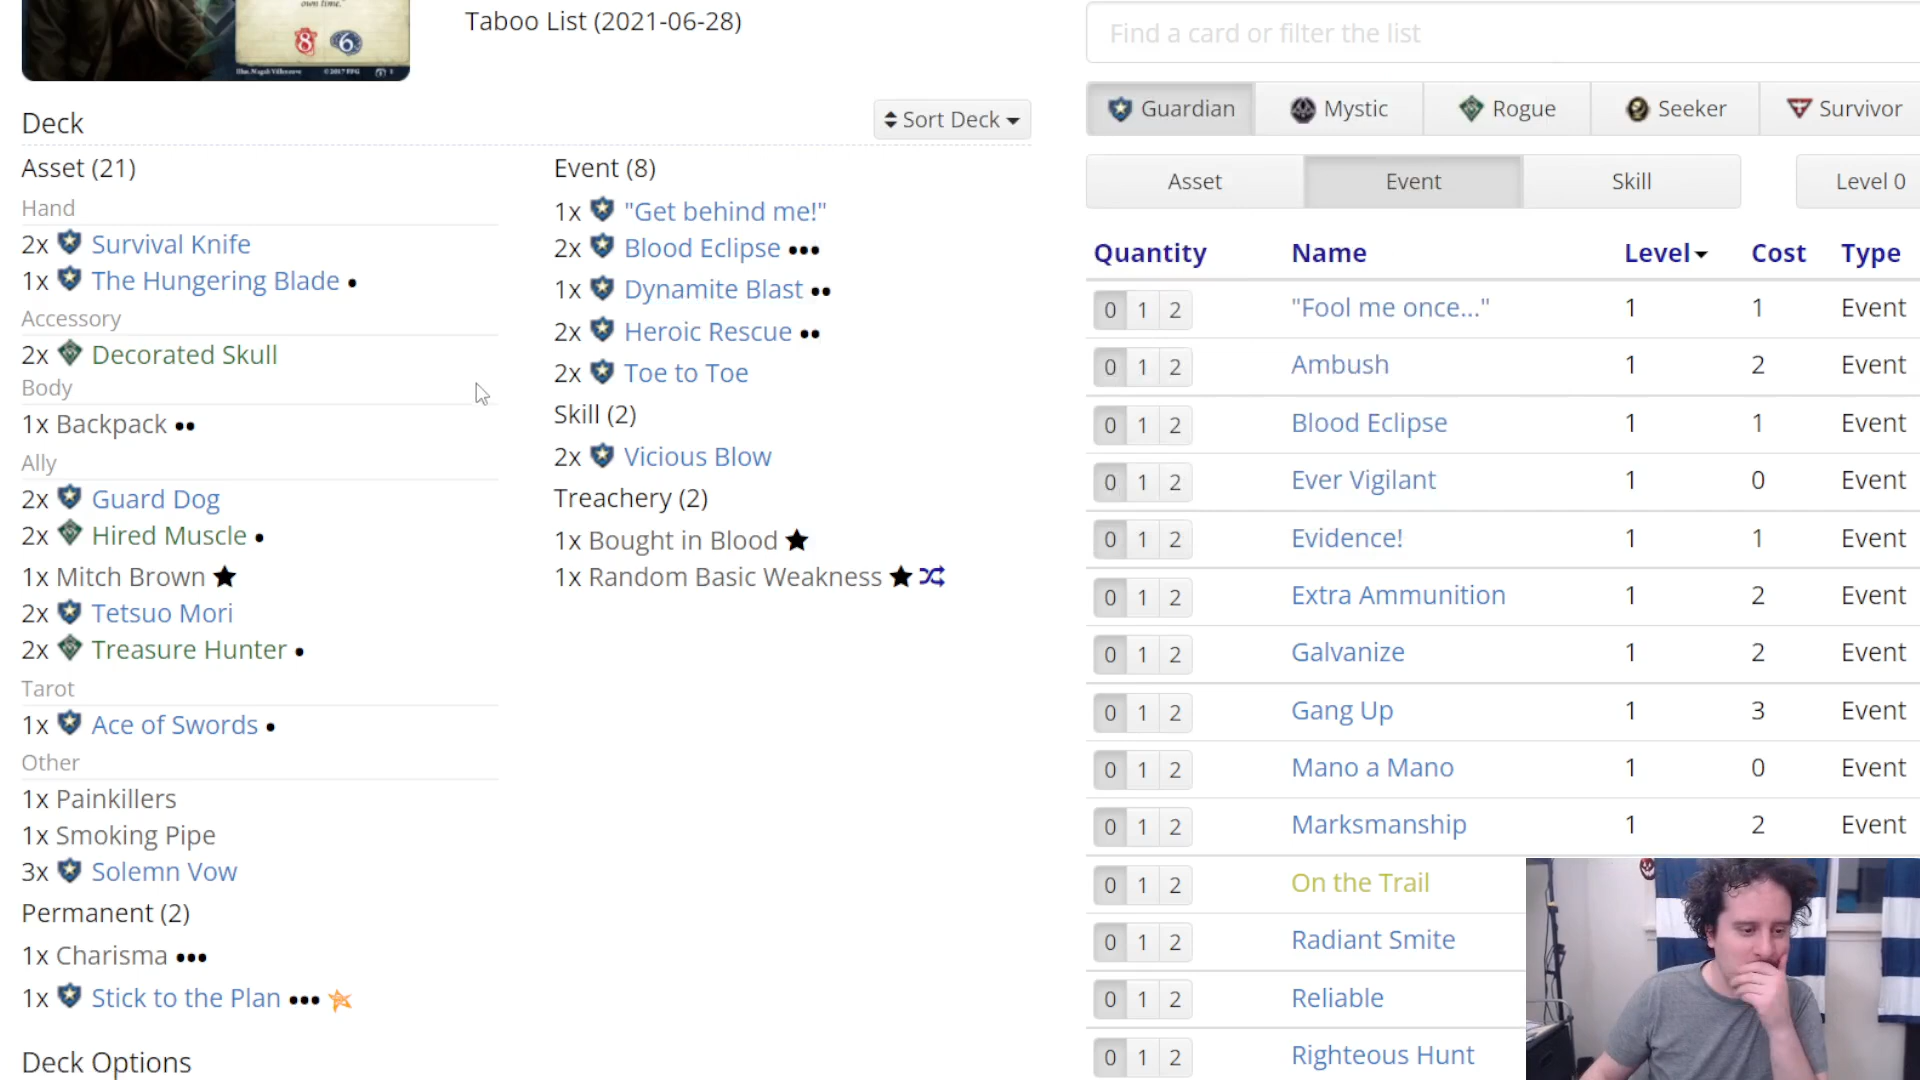 own time."
8 6
Illus. Magali Villeneuve ©2017 FFG
Taboo List (2021-06-28)
Deck
Sort Deck
Asset (21)
Hand
2x Survival Knife
1x The Hungering Blade •
Accessory
2x Decorated Skull
Body
1x Backpack ••
Ally
2x Guard Dog
2x Hired Muscle •
1x Mitch Brown ★
2x Tetsuo Mori
2x Treasure Hunter •
Tarot
1x Ace of Swords •
Other
1x Painkillers
1x Smoking Pipe
3x Solemn Vow
Permanent (2)
1x Charisma •••
1x Stick to the Plan •••
Deck Options
Event (8)
1x "Get behind me!"
2x Blood Eclipse •••
1x Dynamite Blast ••
2x Heroic Rescue ••
2x Toe to Toe
Skill (2)
2x Vicious Blow
Treachery (2)
1x Bought in Blood ★
1x Random Basic Weakness ★
Find a card or filter the list
Guardian Mystic Rogue Seeker Survivor
Asset Event Skill Level 0
Quantity Name Level Cost Type
0 1 2 "Fool me once..." 1 1 Event
0 1 2 Ambush 1 2 Event
0 1 2 Blood Eclipse 1 1 Event
0 1 2 Ever Vigilant 1 0 Event
0 1 2 Evidence! 1 1 Event
0 1 2 Extra Ammunition 1 2 Event
0 1 2 Galvanize 1 2 Event
0 1 2 Gang Up 1 3 Event
0 1 2 Mano a Mano 1 0 Event
0 1 2 Marksmanship 1 2 Event
0 1 2 On the Trail
0 1 2 Radiant Smite
0 1 2 Reliable
0 1 2 Righteous Hunt